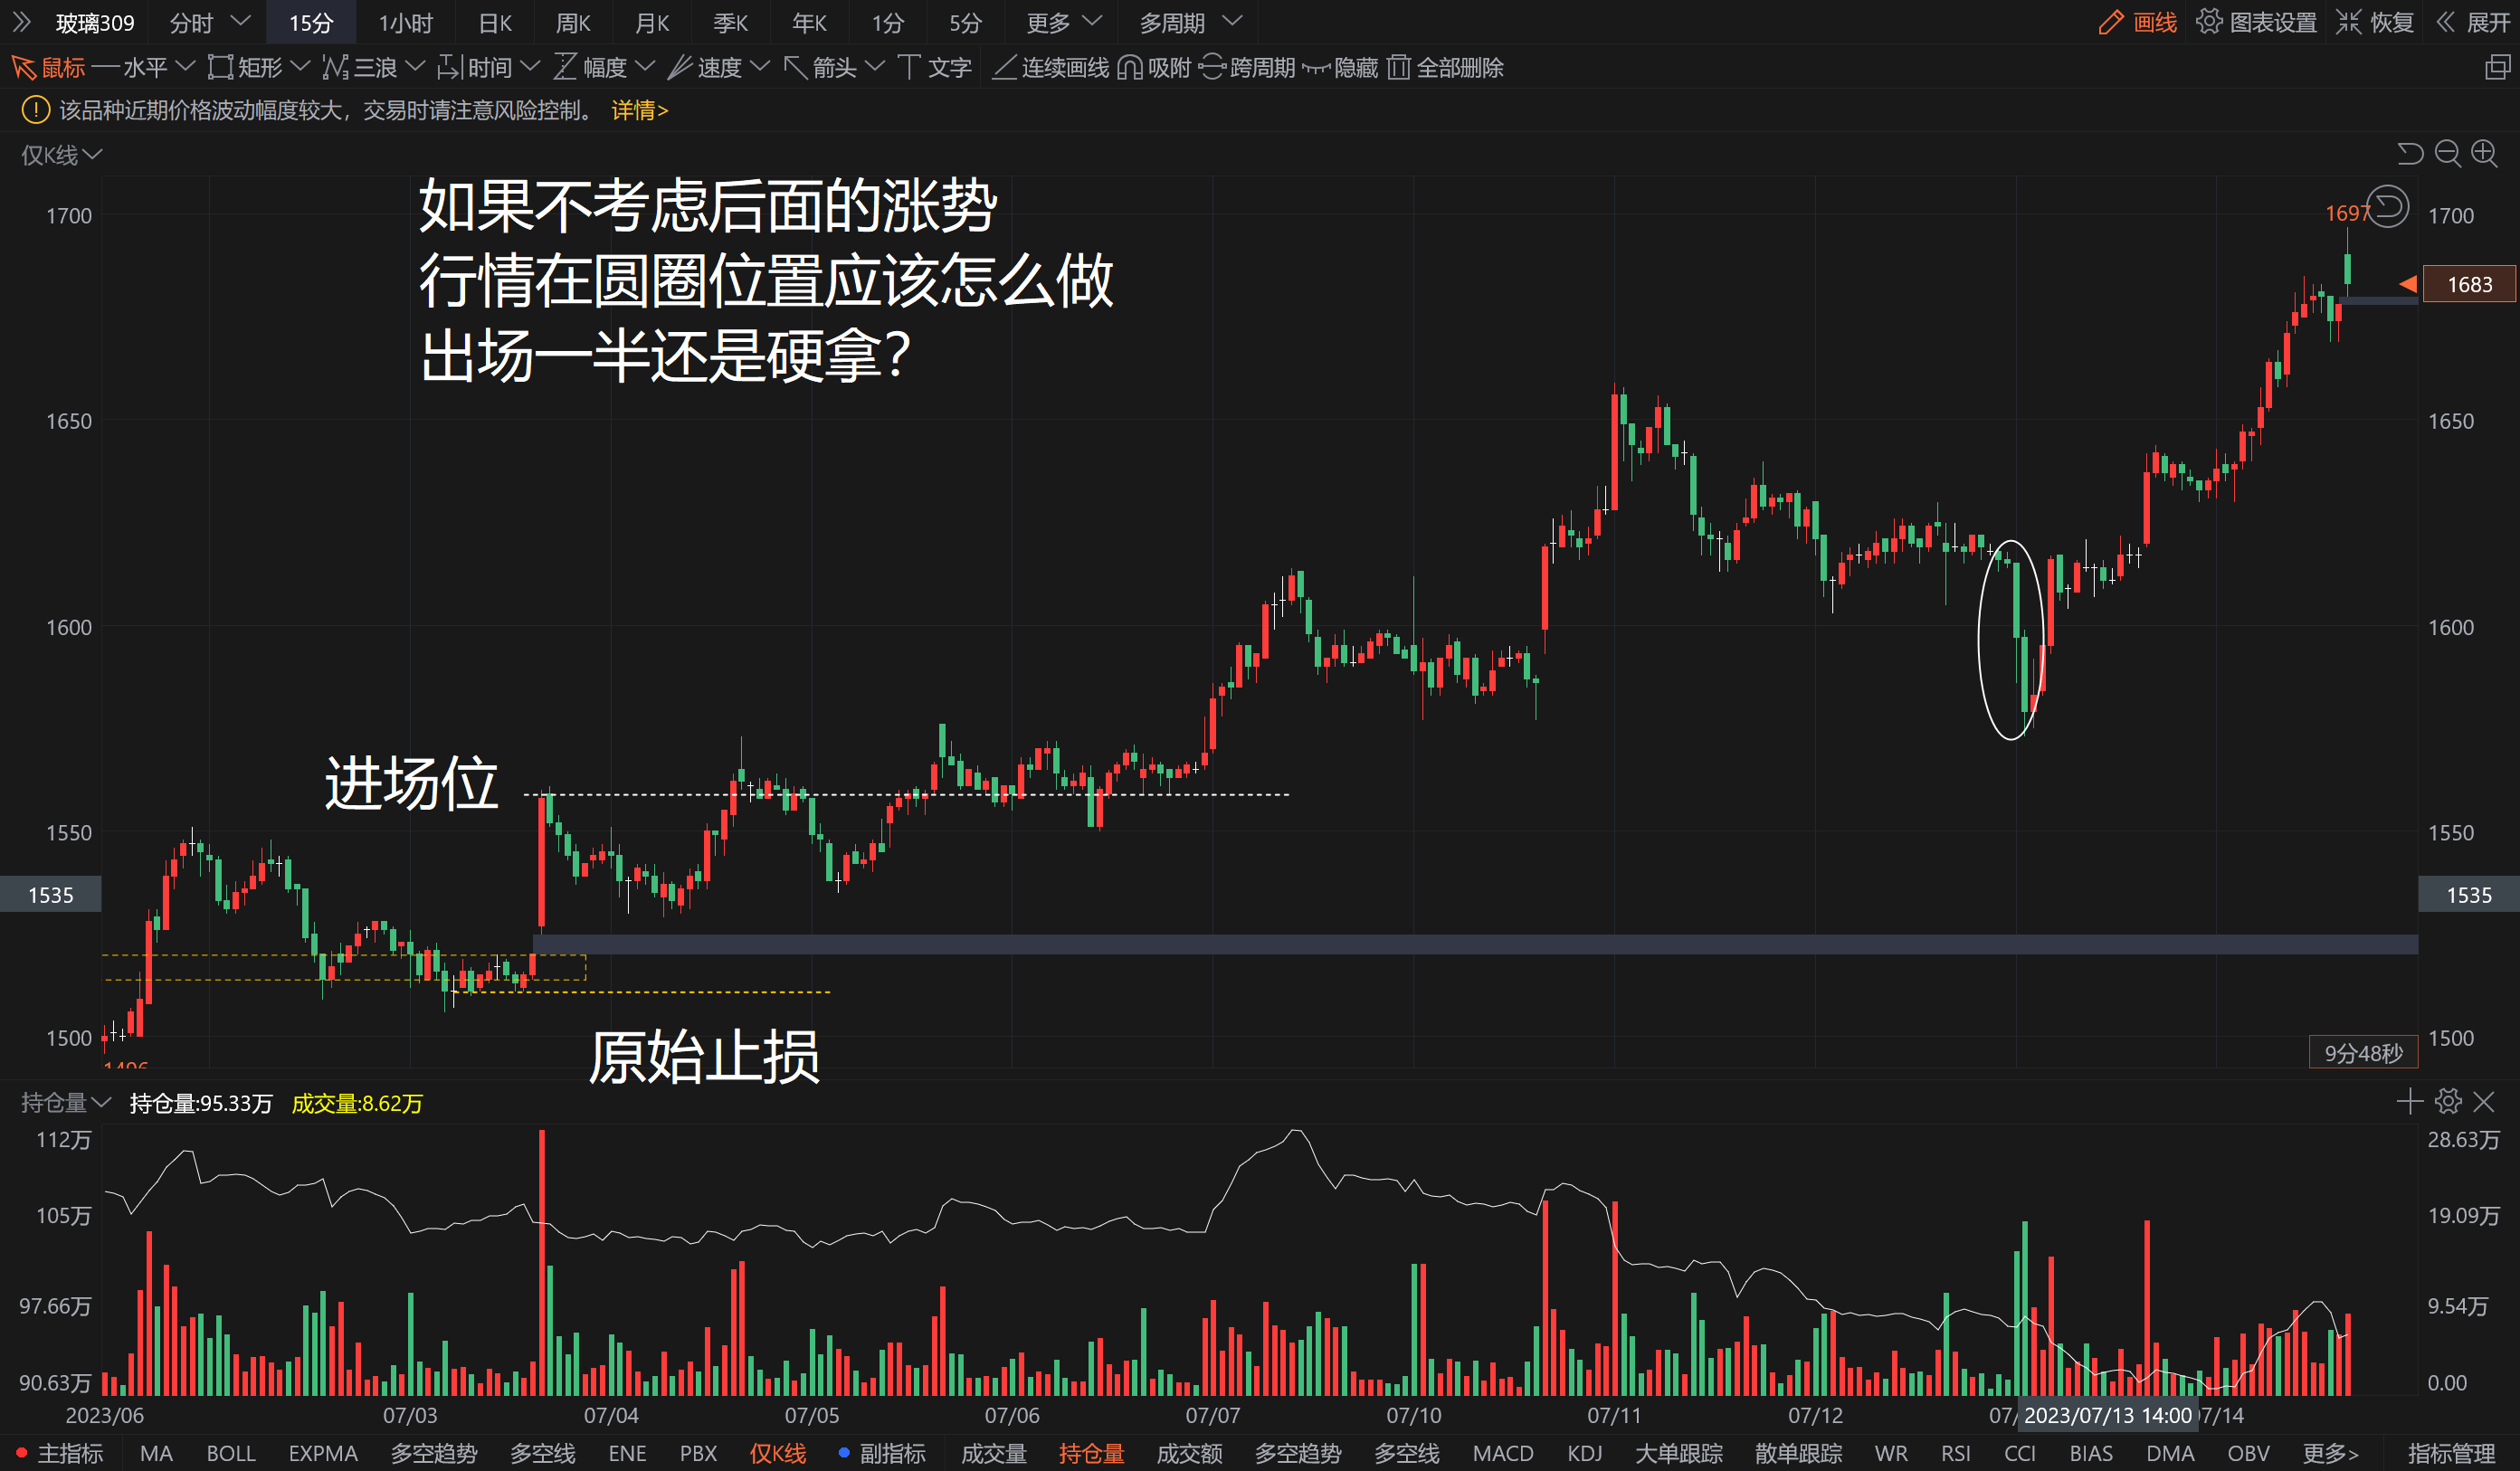 玻璃309 分时 15分 1小时 日K 周K 月K 季K 年K 1分 5分 更多 多周期 画线 图表设置 恢复 展开
鼠标 水平 矩形 三浪 时间 幅度 速度 箭头 文字 连续画线 吸附 跨周期 隐藏 全部删除
该品种近期价格波动幅度较大，交易时请注意风险控制。 详情>
仅K线
如果不考虑后面的涨势
行情在圆圈位置应该怎么做
出场一半还是硬拿？
1700 1697 1700
1683
1650 1650
1600 1600
进场位
1550 1550
1535 1535
原始止损
1500 1500
1496
9分48秒
持仓量 持仓量:95.33万 成交量:8.62万
112万 28.63万
105万 19.09万
97.66万 9.54万
90.63万 0.00
2023/06 07/03 07/04 07/05 07/06 07/07 07/10 07/11 07/12 07/ 2023/07/13 14:00 7/14
主指标 MA BOLL EXPMA 多空趋势 多空线 ENE PBX 仅K线 副指标 成交量 持仓量 成交额 多空趋势 多空线 MACD KDJ 大单跟踪 散单跟踪 WR RSI CCI BIAS DMA OBV 更多> 指标管理